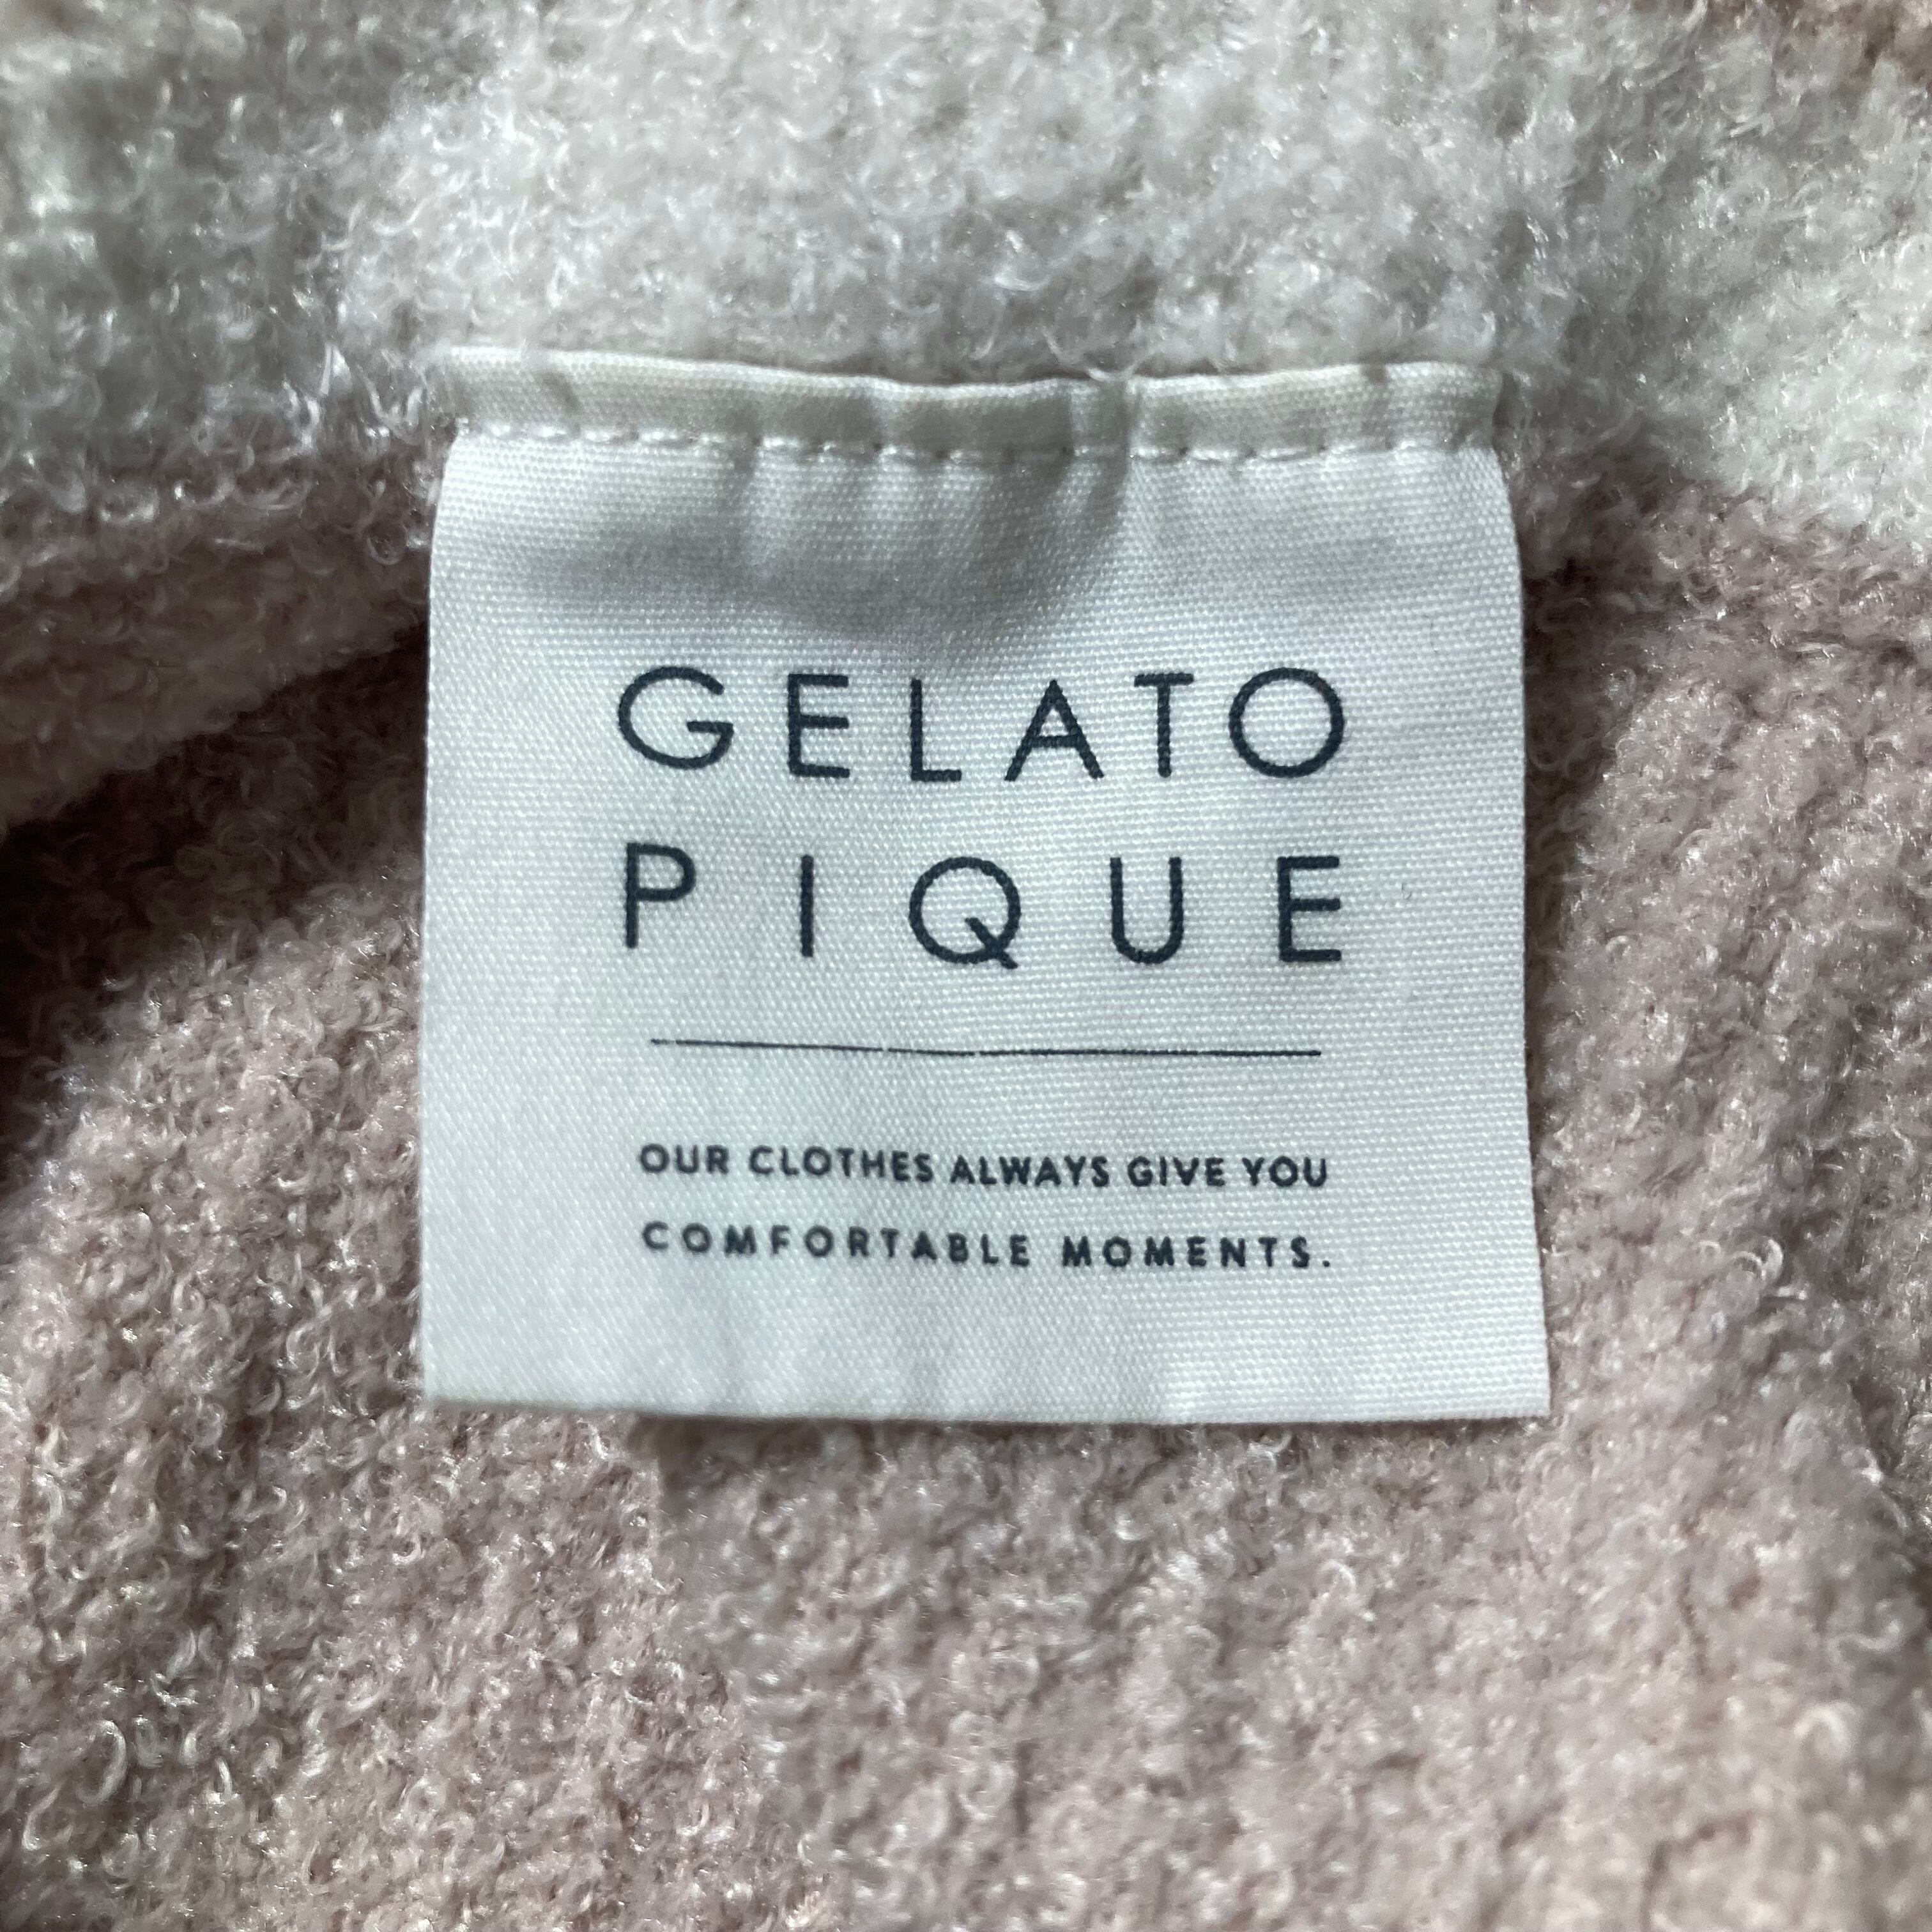 GELATO
PIQUE
OUR CLOTHES ALWAYS GIVE YOU
COMFORTABLE MOMENTS.